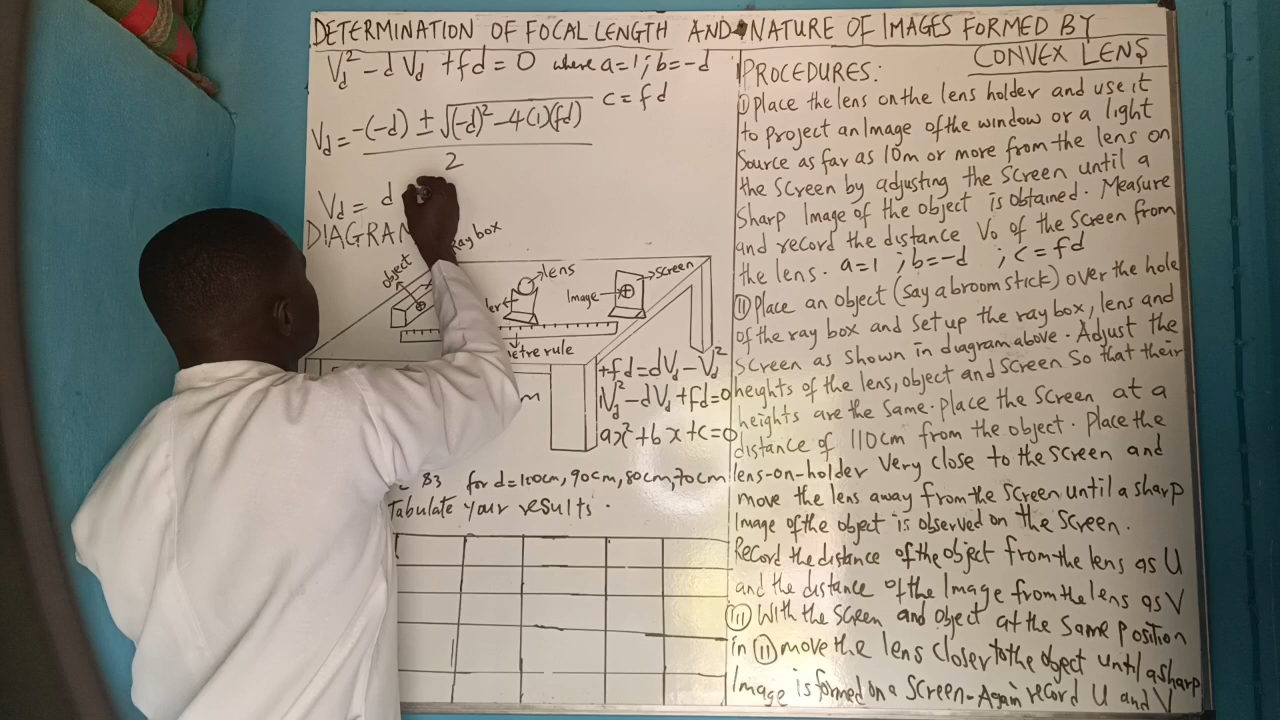 DETERMINATION OF FOCAL LENGTH AND NATURE OF IMAGES FORMED BY
CONVEX LENS
V_d² - dV_d + fd = 0 where a=1; b=-d
c = fd
V_d = -(-d) ± √(-d)² - 4(1)(fd)
2
V_d = d
DIAGRAM
Ray box
object
lens
Image
screen
metre rule
+fd = dV_d - V_d²
V_d² - dV_d + fd = 0
ax² + bx + c = 0
83 for d=100cm, 90cm, 80cm, 70cm
Tabulate your results.
PROCEDURES:
(i) Place the lens on the lens holder and use it
to project an Image of the window or a light
Source as far as 10m or more from the lens on
the screen by adjusting the screen until a
Sharp Image of the object is obtained. Measure
and record the distance V₀ of the screen from
the lens. a=1 ; b=-d ; c=fd
(ii) Place an object (say a broomstick) over the hole
of the ray box and set up the ray box, lens and
Screen as shown in diagram above. Adjust the
heights of the lens, object and screen so that their
heights are the same. Place the screen at a
distance of 110cm from the object. Place the
lens-on-holder very close to the screen and
move the lens away from the screen until a sharp
Image of the object is observed on the screen.
Record the distance of the object from the lens as U
and the distance of the Image from the lens as V
(iii) With the screen and object at the same position
in (ii) move the lens closer to the object until a sharp
Image is formed on a screen. Again record U and V